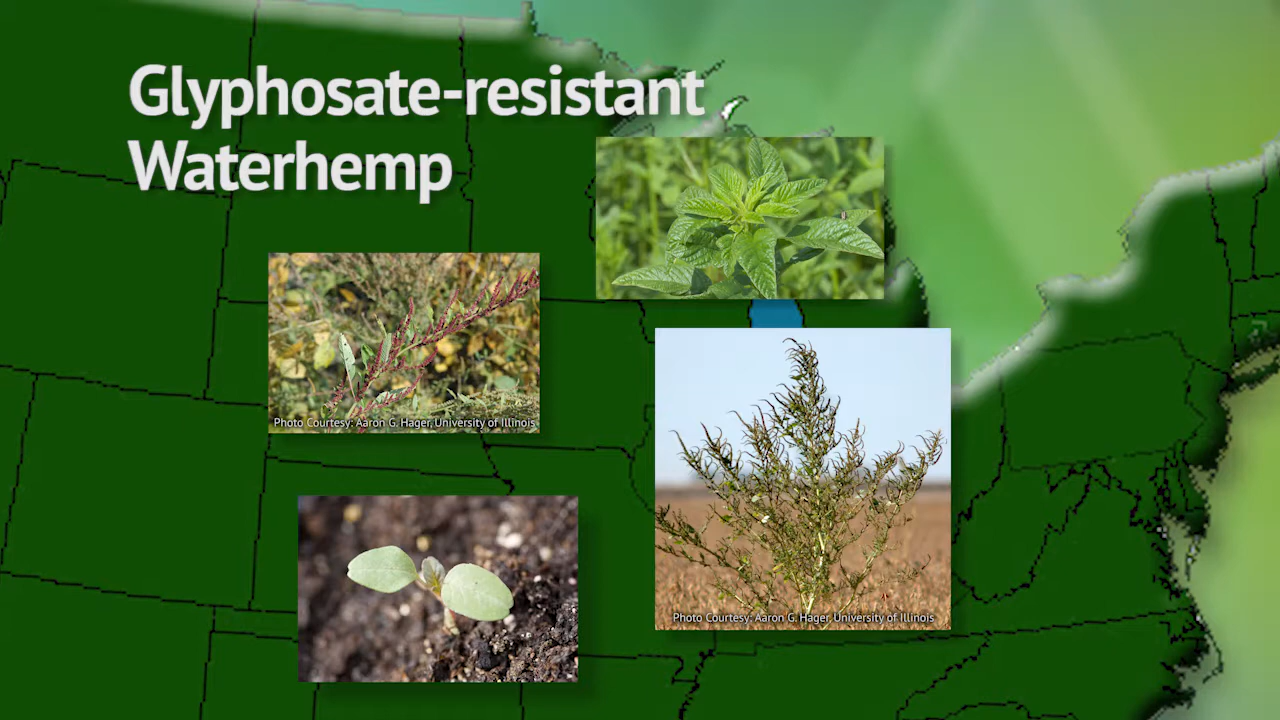 Glyphosate-resistant
Waterhemp
Photo Courtesy: Aaron G. Hager, University of Illinois
Photo Courtesy: Aaron G. Hager, University of Illinois